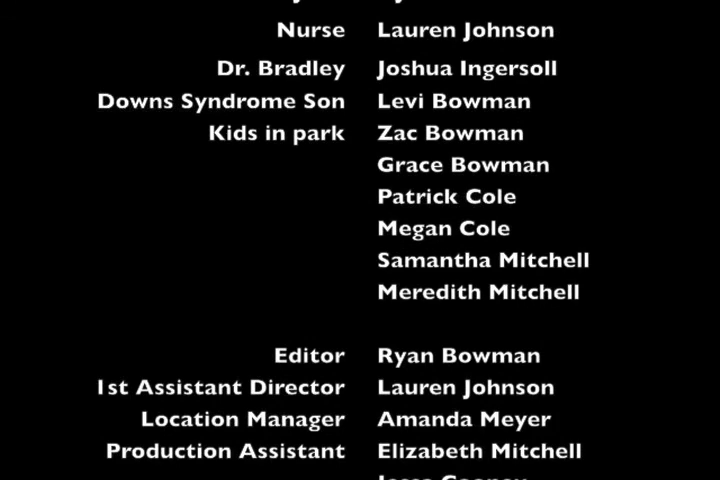 Nurse Lauren Johnson
Dr. Bradley Joshua Ingersoll
Downs Syndrome Son Levi Bowman
Kids in park Zac Bowman
Grace Bowman
Patrick Cole
Megan Cole
Samantha Mitchell
Meredith Mitchell
Editor Ryan Bowman
1st Assistant Director Lauren Johnson
Location Manager Amanda Meyer
Production Assistant Elizabeth Mitchell